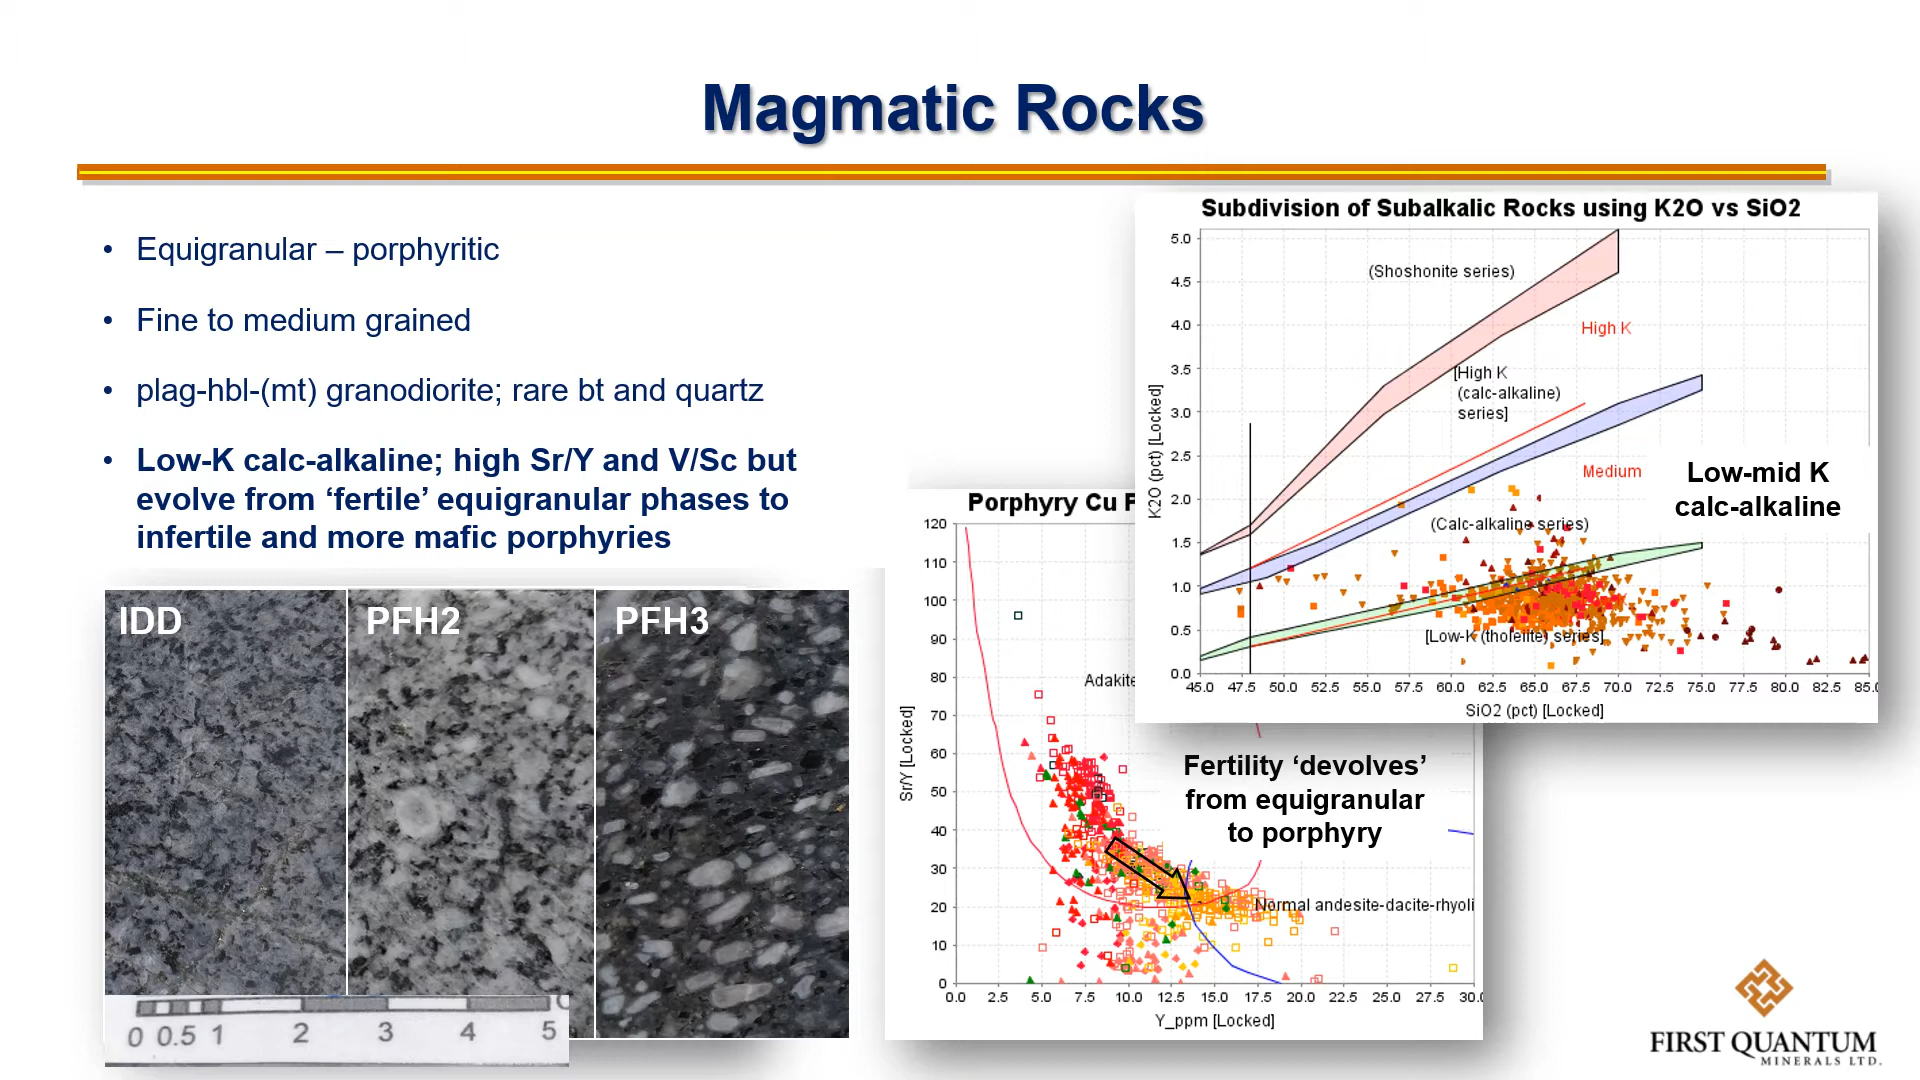 Magmatic Rocks
• Equigranular – porphyritic
• Fine to medium grained
• plag-hbl-(mt) granodiorite; rare bt and quartz
• Low-K calc-alkaline; high Sr/Y and V/Sc but
evolve from ‘fertile’ equigranular phases to
infertile and more mafic porphyries
IDD
PFH2
PFH3
0 0.5 1 2 3 4 5
Subdivision of Subalkalic Rocks using K2O vs SiO2
5.0
4.5
4.0
3.5
3.0
2.5
2.0
1.5
1.0
0.5
0.0
K2O (pct) [Locked]
(Shoshonite series)
High K
[High K
(calc-alkaline)
series]
Medium
Low-mid K
calc-alkaline
(Calc-alkaline series)
[Low-K (tholeiite) series]
45.0 47.5 50.0 52.5 55.0 57.5 60.0 62.5 65.0 67.5 70.0 72.5 75.0 77.5 80.0 82.5 85.0
SiO2 (pct) [Locked]
Porphyry Cu F
120
110
100
90
80
70
60
50
40
30
20
10
0
Sr/Y [Locked]
Adakite
Fertility ‘devolves’
from equigranular
to porphyry
Normal andesite-dacite-rhyoli
0.0 2.5 5.0 7.5 10.0 12.5 15.0 17.5 20.0 22.5 25.0 27.5 30.0
Y_ppm [Locked]
FIRST QUANTUM
MINERALS LTD.